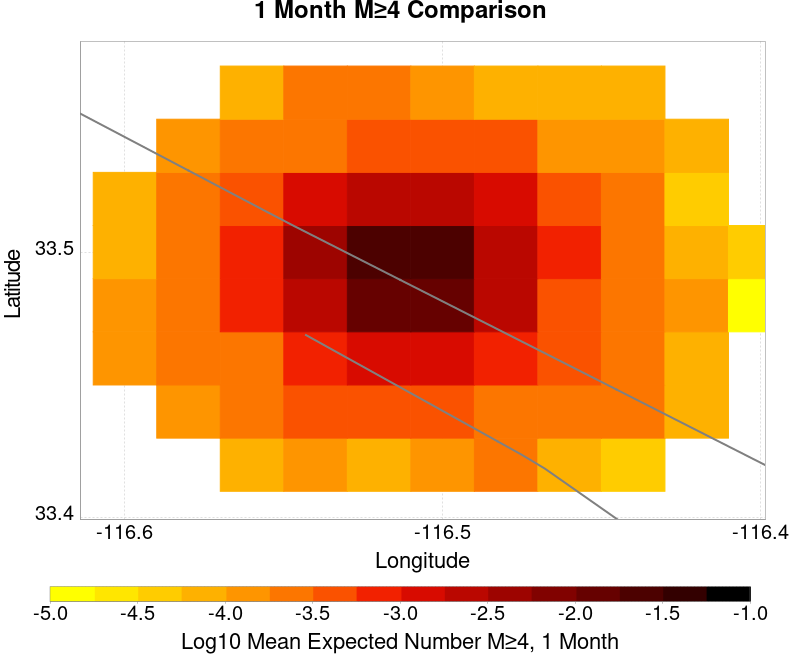 1 Month M≥4 Comparison
Latitude
33.5
33.4
-116.6 -116.5 -116.4
Longitude
-5.0 -4.5 -4.0 -3.5 -3.0 -2.5 -2.0 -1.5 -1.0
Log10 Mean Expected Number M≥4, 1 Month